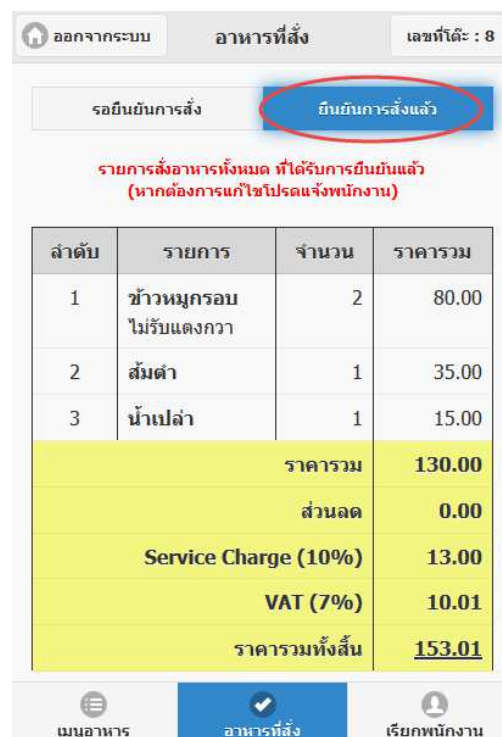 ออกจากระบบ อาหารที่สั่ง เลขที่โต๊ะ : 8
รอยืนยันการสั่ง ยืนยันการสั่งแล้ว
รายการสั่งอาหารทั้งหมด ที่ได้รับการยืนยันแล้ว
(หากต้องการแก้ไขโปรดแจ้งพนักงาน)
ลำดับ รายการ จำนวน ราคารวม
1 ข้าวหมูกรอบ 2 80.00
ไม่รับแตงกวา
2 ส้มตำ 1 35.00
3 น้ำเปล่า 1 15.00
ราคารวม 130.00
ส่วนลด 0.00
Service Charge (10%) 13.00
VAT (7%) 10.01
ราคารวมทั้งสิ้น 153.01
เมนูอาหาร อาหารที่สั่ง เรียกพนักงาน